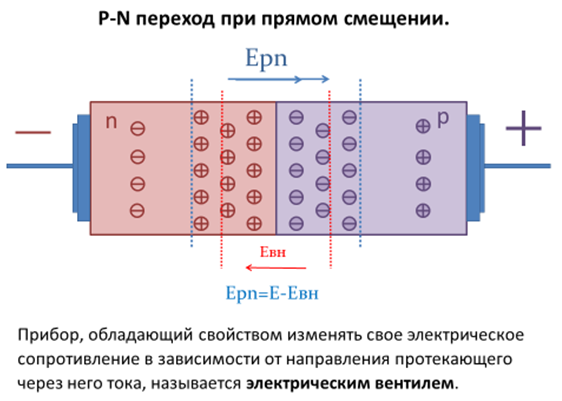 P-N переход при прямом смещении.
Epn
n
p
−
+
Eвн
Epn=E-Eвн
Прибор, обладающий свойством изменять свое электрическое
сопротивление в зависимости от направления протекающего
через него тока, называется электрическим вентилем.